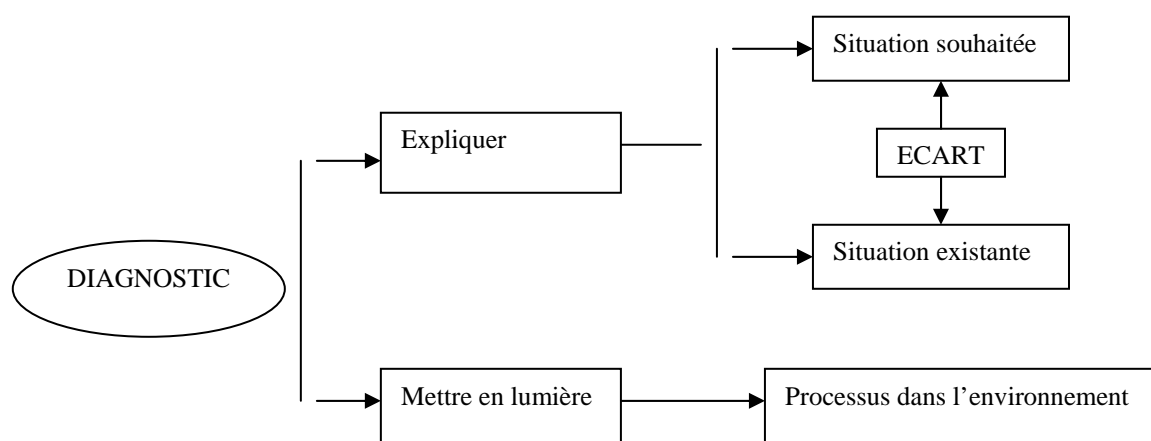 Situation souhaitée
Expliquer
ECART
Situation existante
DIAGNOSTIC
Mettre en lumière
Processus dans l’environnement